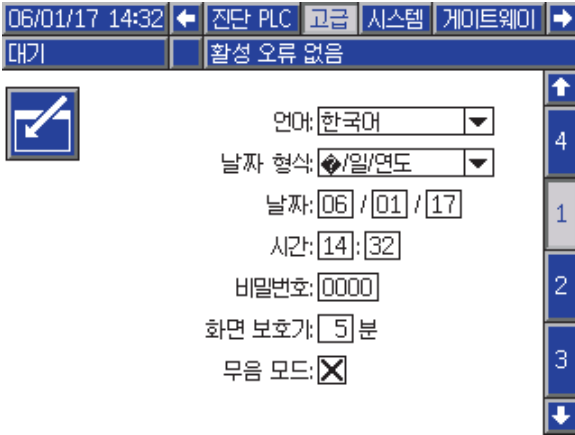 06/01/17 14:32 진단 PLC 고급 시스템 게이트웨이
대기 활성 오류 없음
언어: 한국어
날짜 형식: �/일/연도
날짜: 06 / 01 / 17
시간: 14 : 32
비밀번호: 0000
화면 보호기: 5 분
무음 모드: X
4
1
2
3